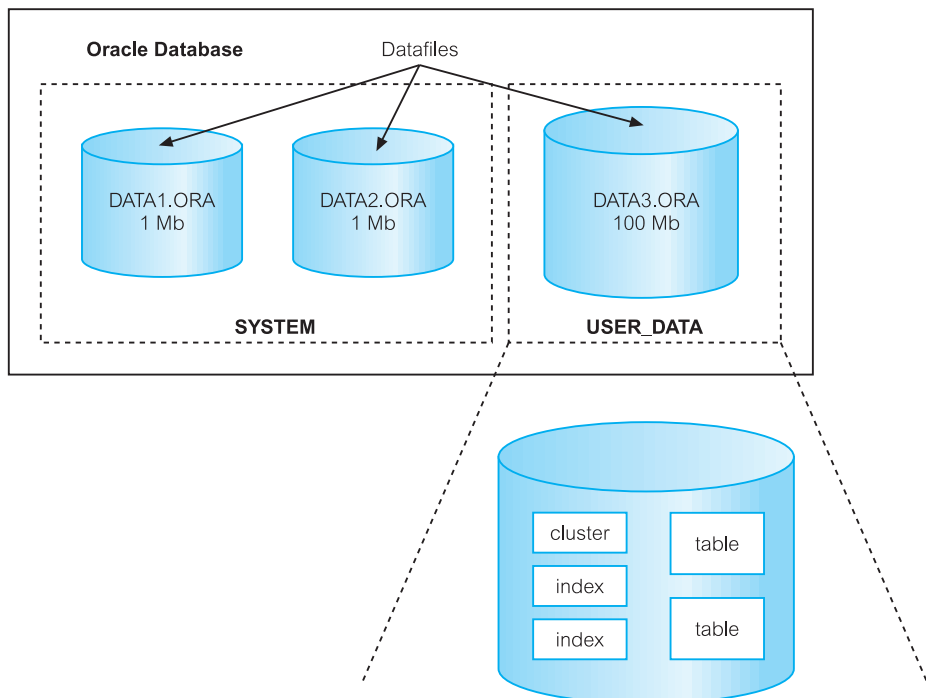 Oracle Database
Datafiles
DATA1.ORA
1 Mb
DATA2.ORA
1 Mb
DATA3.ORA
100 Mb
SYSTEM
USER_DATA
cluster
table
index
index
table